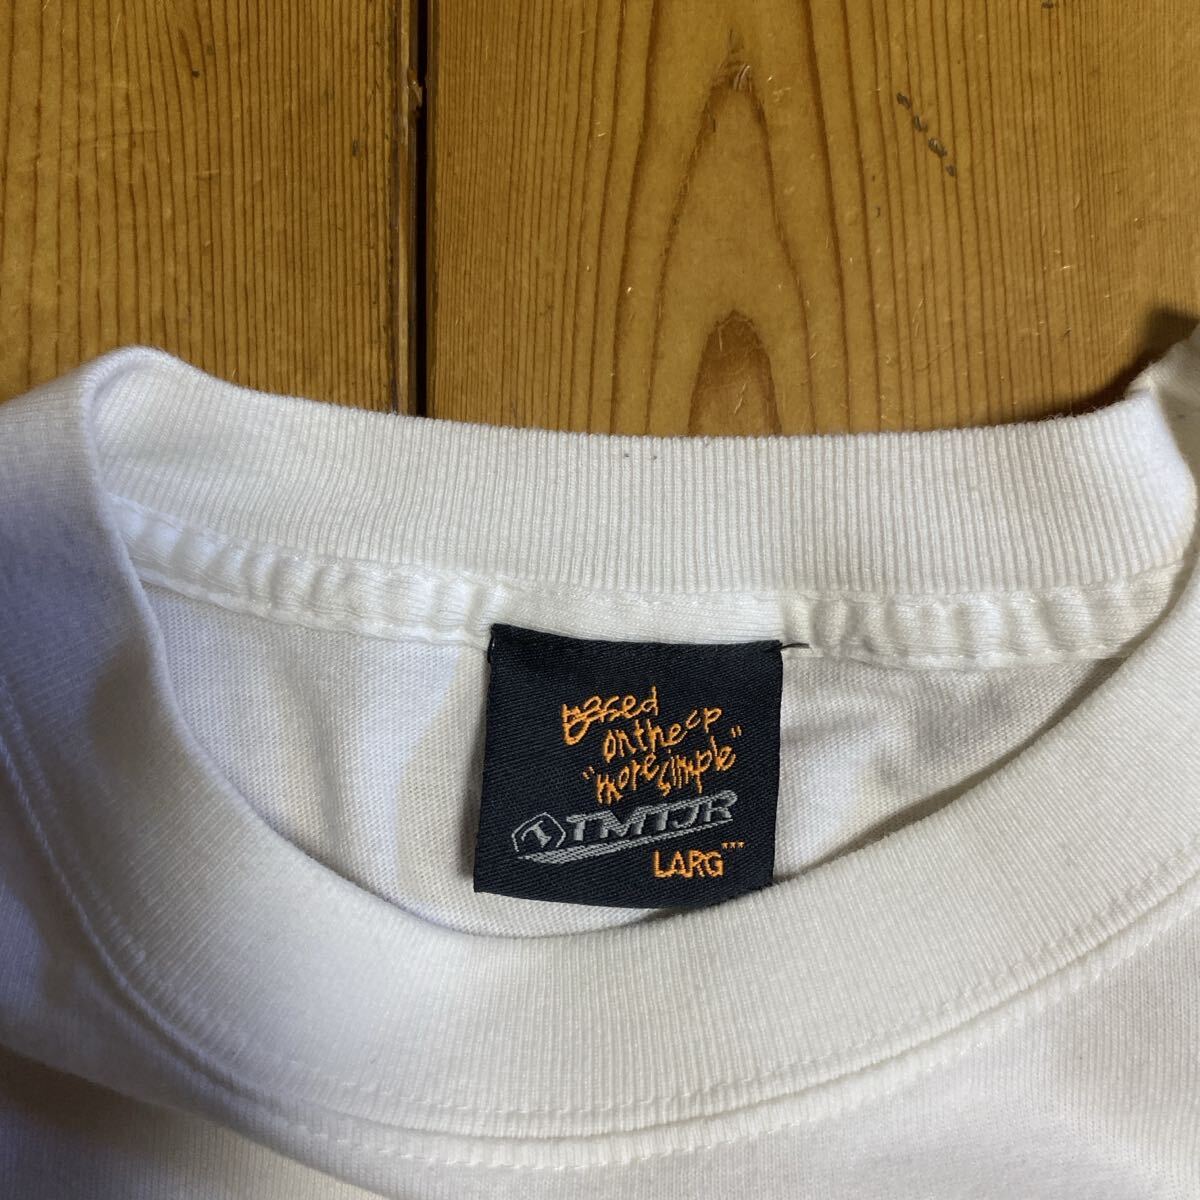 based
on the cp
"more simple"
T TMTJR
LARG***